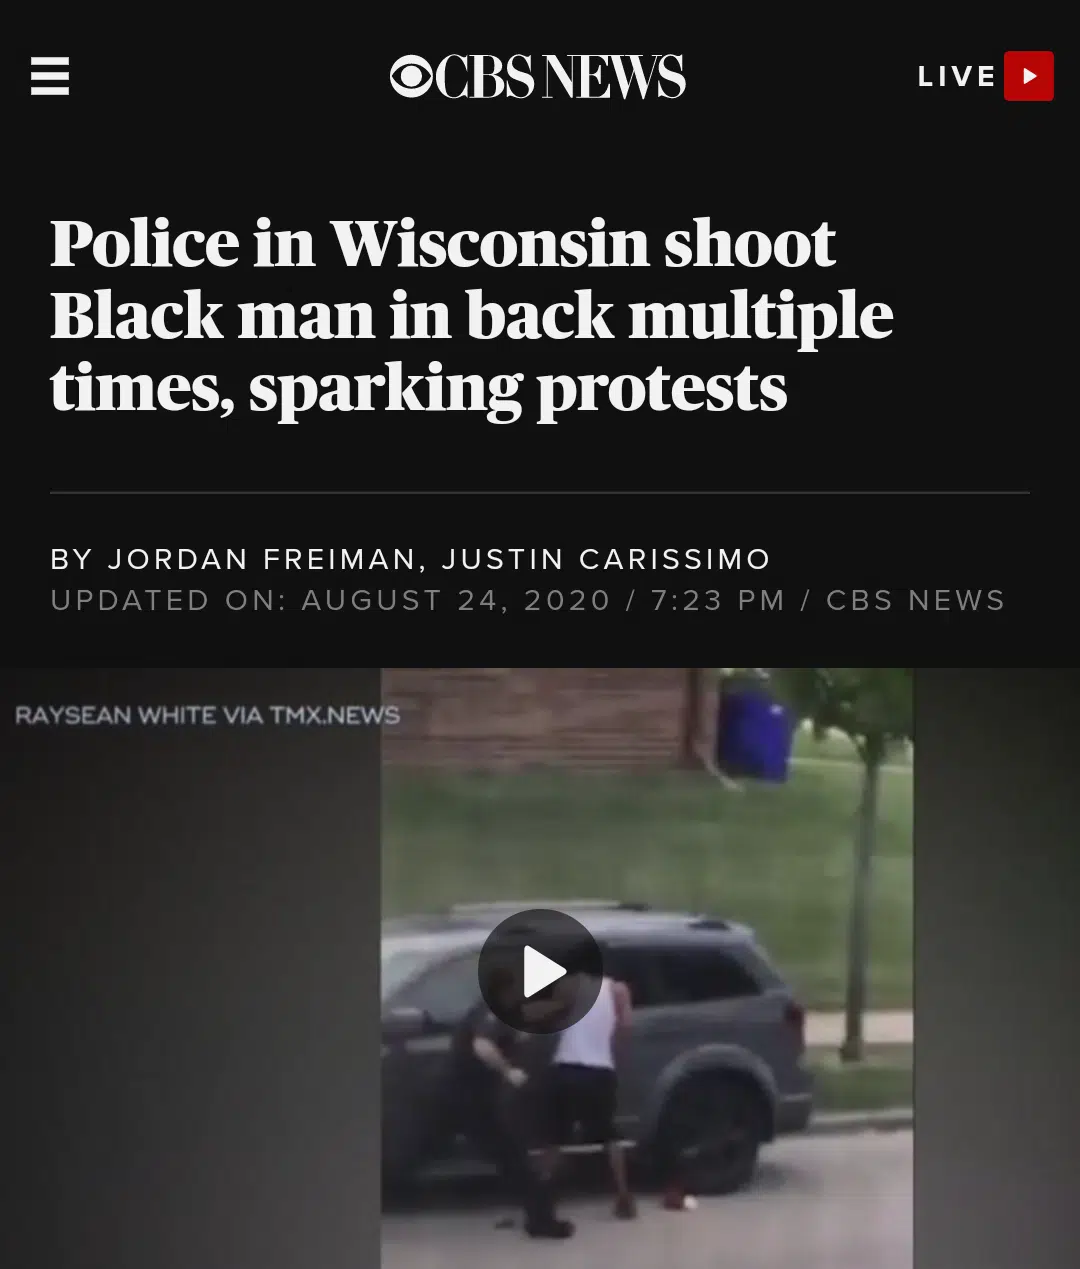 CBS NEWS
LIVE
Police in Wisconsin shoot
Black man in back multiple
times, sparking protests
BY JORDAN FREIMAN, JUSTIN CARISSIMO
UPDATED ON: AUGUST 24, 2020 / 7:23 PM / CBS NEWS
RAYSEAN WHITE VIA TMX.NEWS